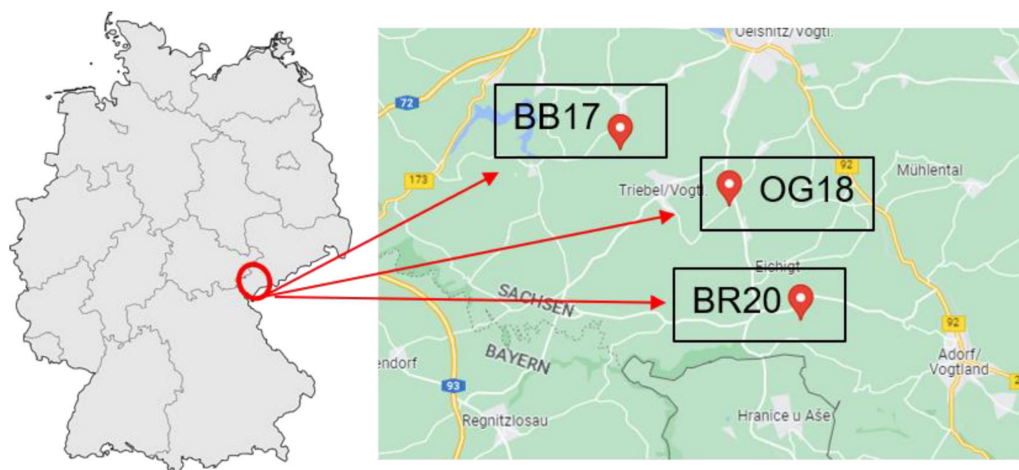 Oelsnitz/Vogtl.
72
BB17
92
173
Mühlental
Triebel/Vogtl.
OG18
Eichigt
SACHSEN
BR20
92
BAYERN
Adorf/
Vogtland
endorf
93
2
Regnitzlosau
Hranice u Aše